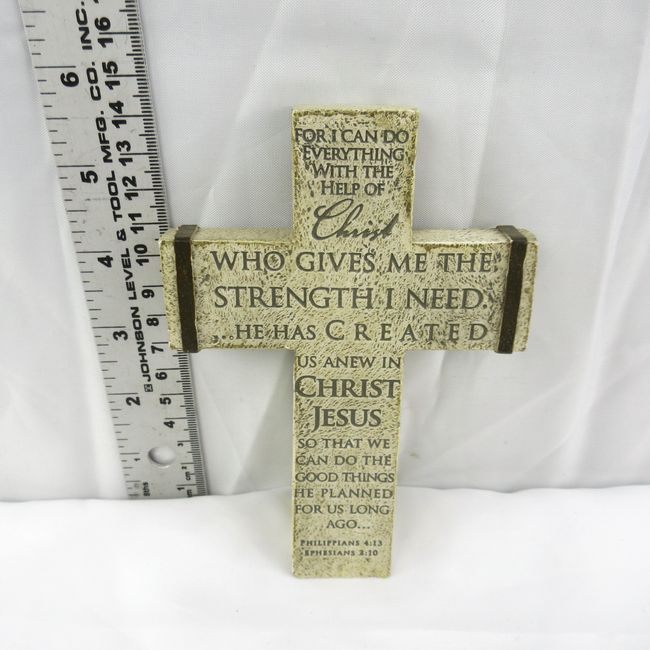 FOR I CAN DO
EVERYTHING
WITH THE
HELP OF
Christ
WHO GIVES ME THE
STRENGTH I NEED.
...HE HAS CREATED
US ANEW IN
CHRIST
JESUS
SO THAT WE
CAN DO THE
GOOD THINGS
HE PLANNED
FOR US LONG
AGO...
PHILIPPIANS 4:13
EPHESIANS 2:10
JOHNSON LEVEL & TOOL MFG. CO. INC.
6
5
4
3
2
16
15
14
13
12
11
10
9
8
7
6
5
4
3
2
1
cm
8ths